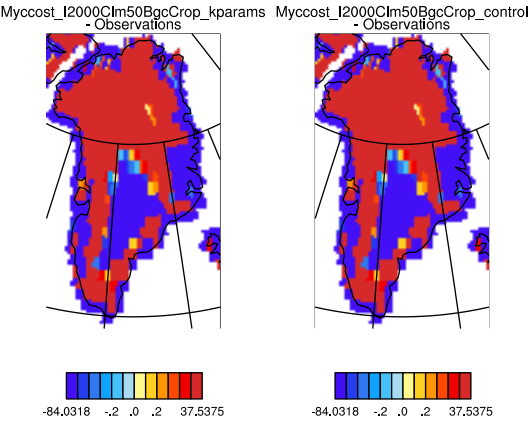 Myccost_I2000Clm50BgcCrop_kparams
- Observations
Myccost_I2000Clm50BgcCrop_control
- Observations
-84.0318 -.2 .0 .2 37.5375
-84.0318 -.2 .0 .2 37.5375